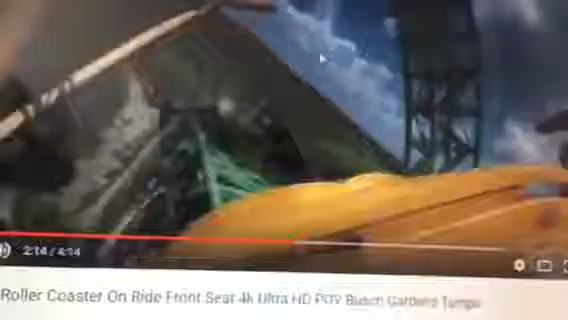 2:14 / 4:14
Roller Coaster On Ride Front Seat 4k Ultra HD POV Busch Gardens Tampa